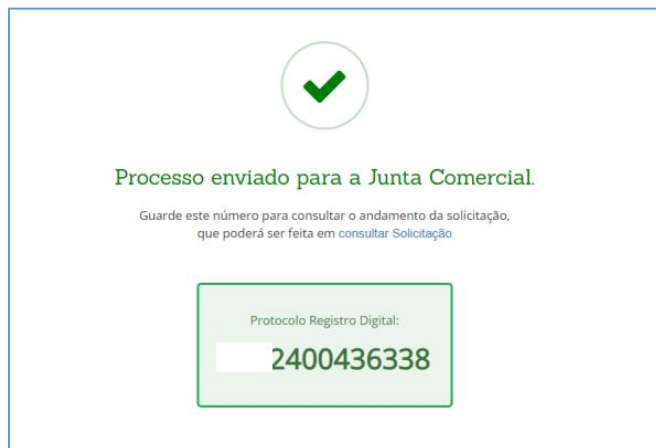 Processo enviado para a Junta Comercial.
Guarde este número para consultar o andamento da solicitação,
que poderá ser feita em consultar Solicitação
Protocolo Registro Digital:
2400436338